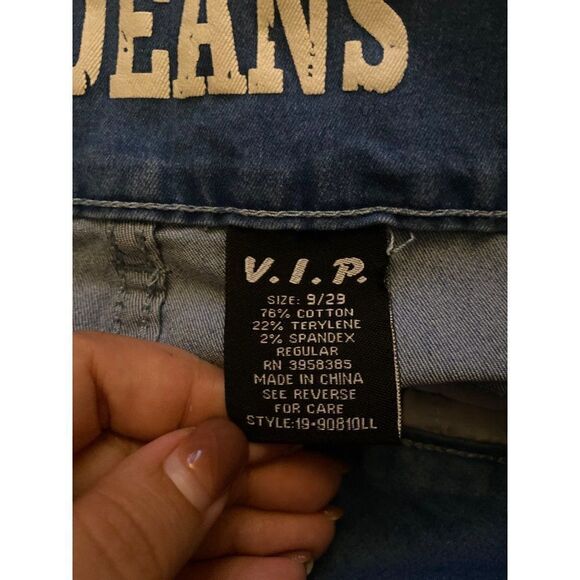 JEANS
V.I.P.
SIZE: 9/29
76% COTTON
22% TERYLENE
2% SPANDEX
REGULAR
RN 3958385
MADE IN CHINA
SEE REVERSE
FOR CARE
STYLE:19-90810LL